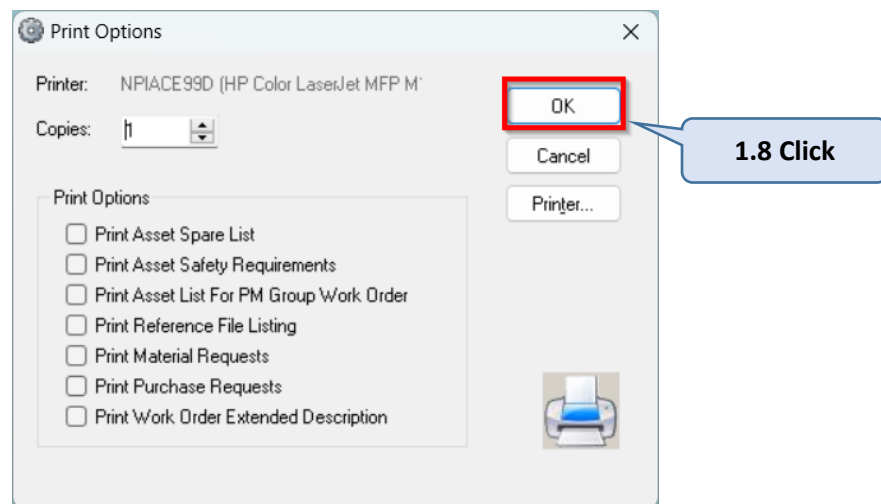 Print Options
Printer: NPIACE99D (HP Color LaserJet MFP M'
OK
Copies: 1
1.8 Click
Cancel
Print Options
Printer...
Print Asset Spare List
Print Asset Safety Requirements
Print Asset List For PM Group Work Order
Print Reference File Listing
Print Material Requests
Print Purchase Requests
Print Work Order Extended Description